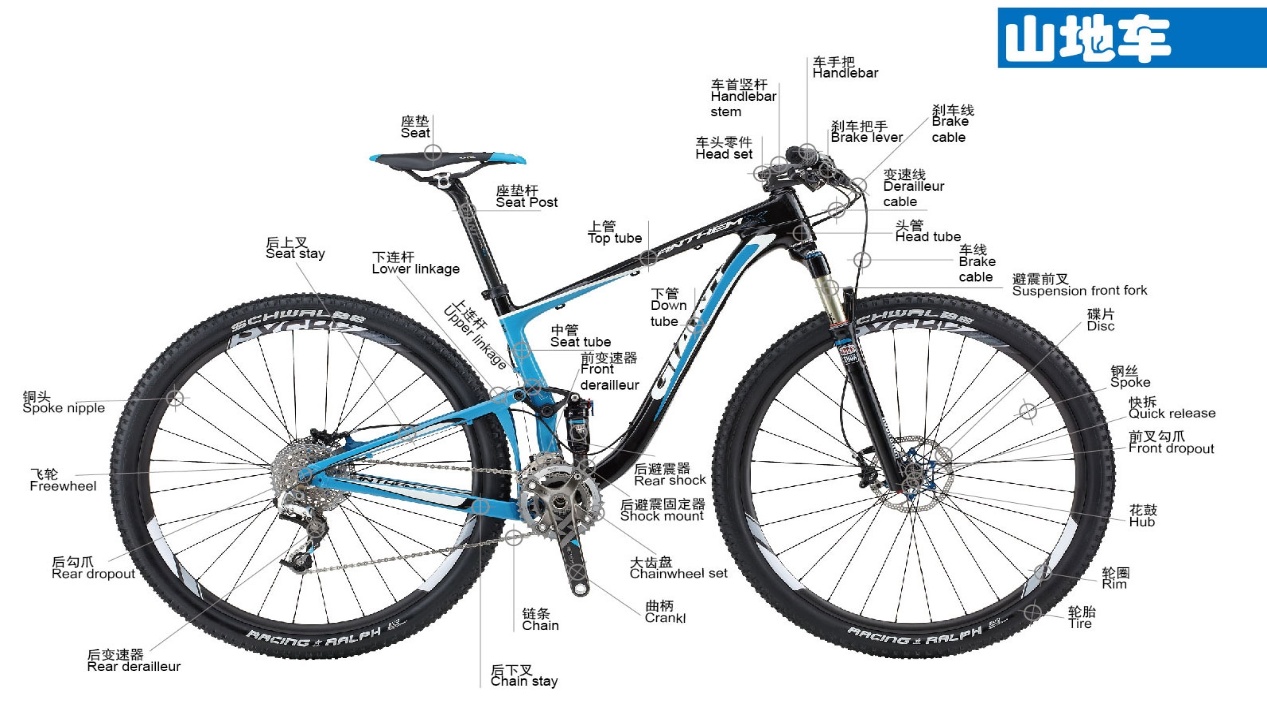 山地车
车手把
Handlebar
车首竖杆
Handlebar
stem
刹车线
Brake
cable
座垫
Seat
刹车把手
Brake lever
车头零件
Head set
变速线
Derailleur
cable
座垫杆
Seat Post
上管
Top tube
头管
Head tube
后上叉
Seat stay
下连杆
Lower linkage
车线
Brake
cable
避震前叉
Suspension front fork
上连杆
Upper linkage
下管
Down
tube
碟片
Disc
中管
Seat tube
前变速器
Front
derailleur
ANTHEM X
SCHWALBE
钢丝
Spoke
快拆
Quick release
铜头
Spoke nipple
前叉勾爪
Front dropout
飞轮
Freewheel
后避震器
Rear shock
后避震固定器
Shock mount
花鼓
Hub
后勾爪
Rear dropout
大齿盘
Chainwheel set
轮圈
Rim
链条
Chain
曲柄
Crankl
轮胎
Tire
RACING RALPH
RACING RALPH
后变速器
Rear derailleur
后下叉
Chain stay